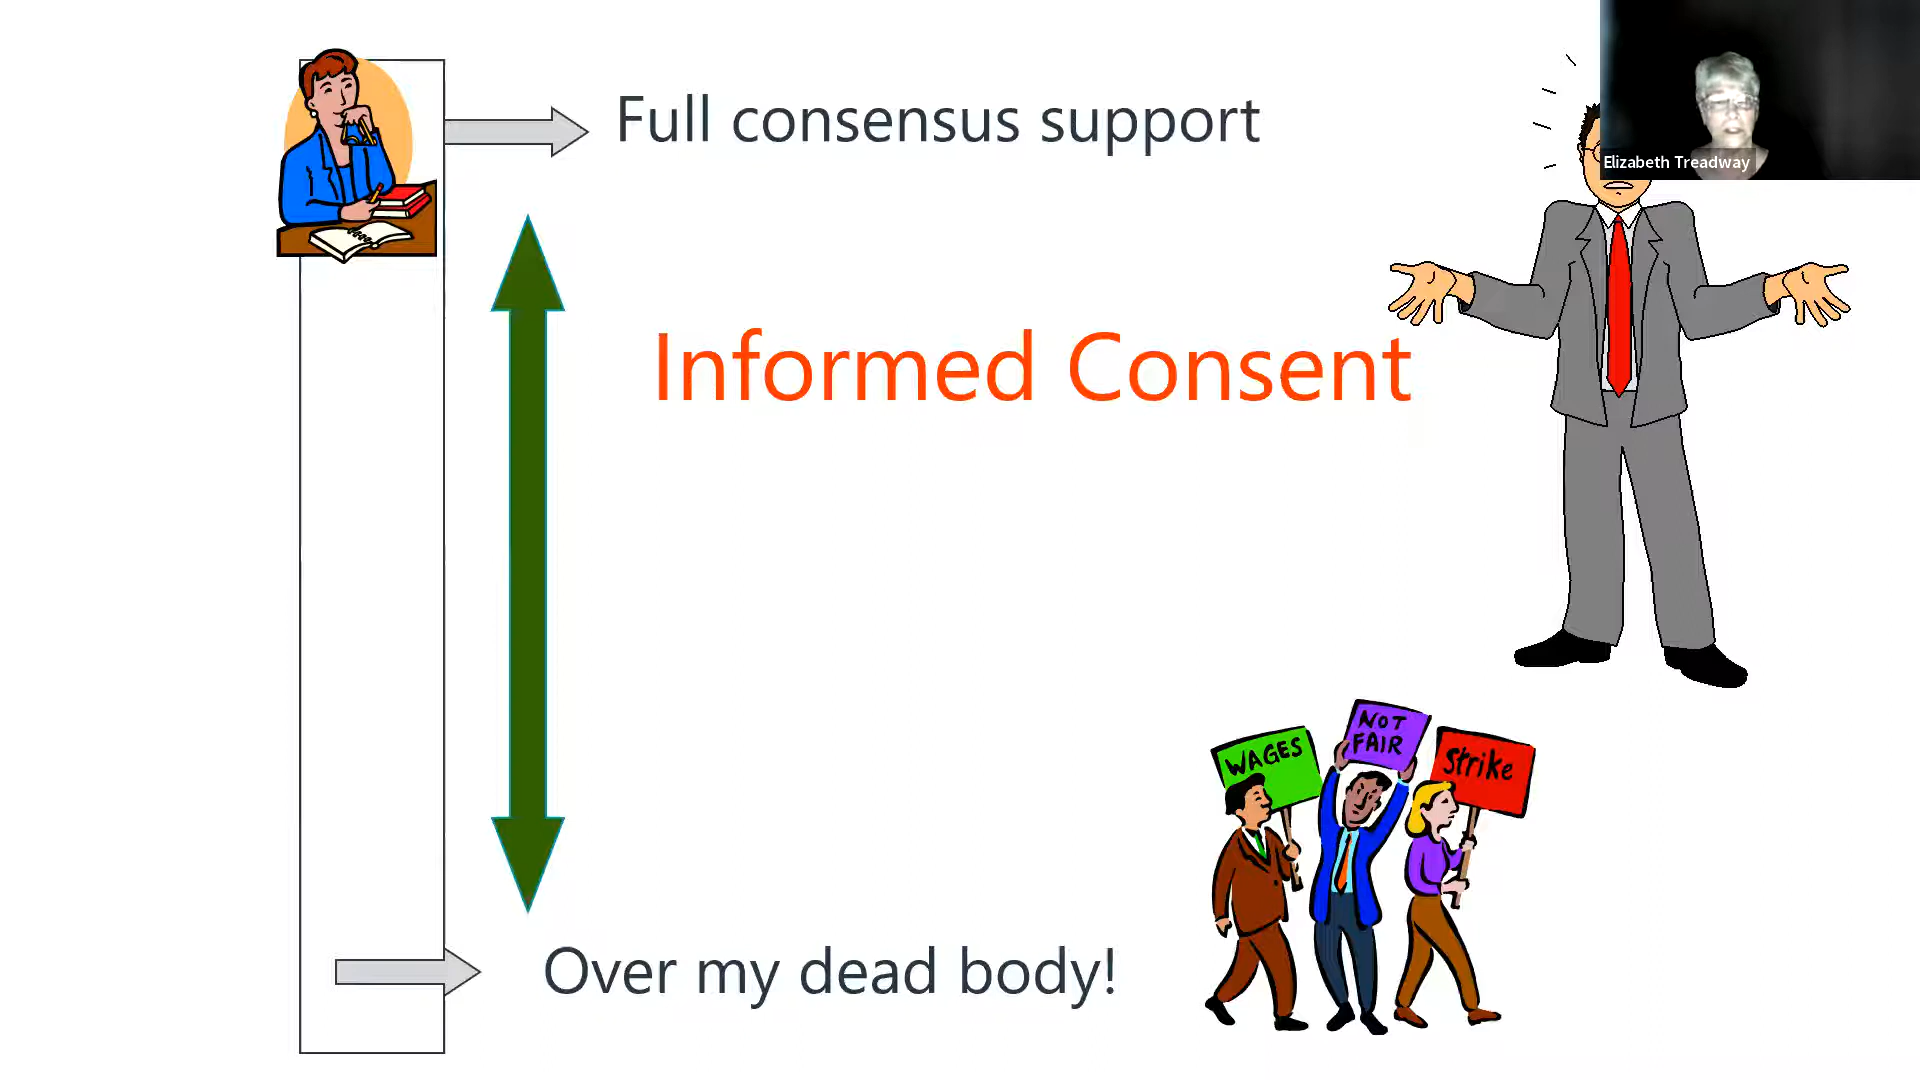 Full consensus support
Elizabeth Treadway
Informed Consent
WAGES
NOT
FAIR
Strike
Over my dead body!